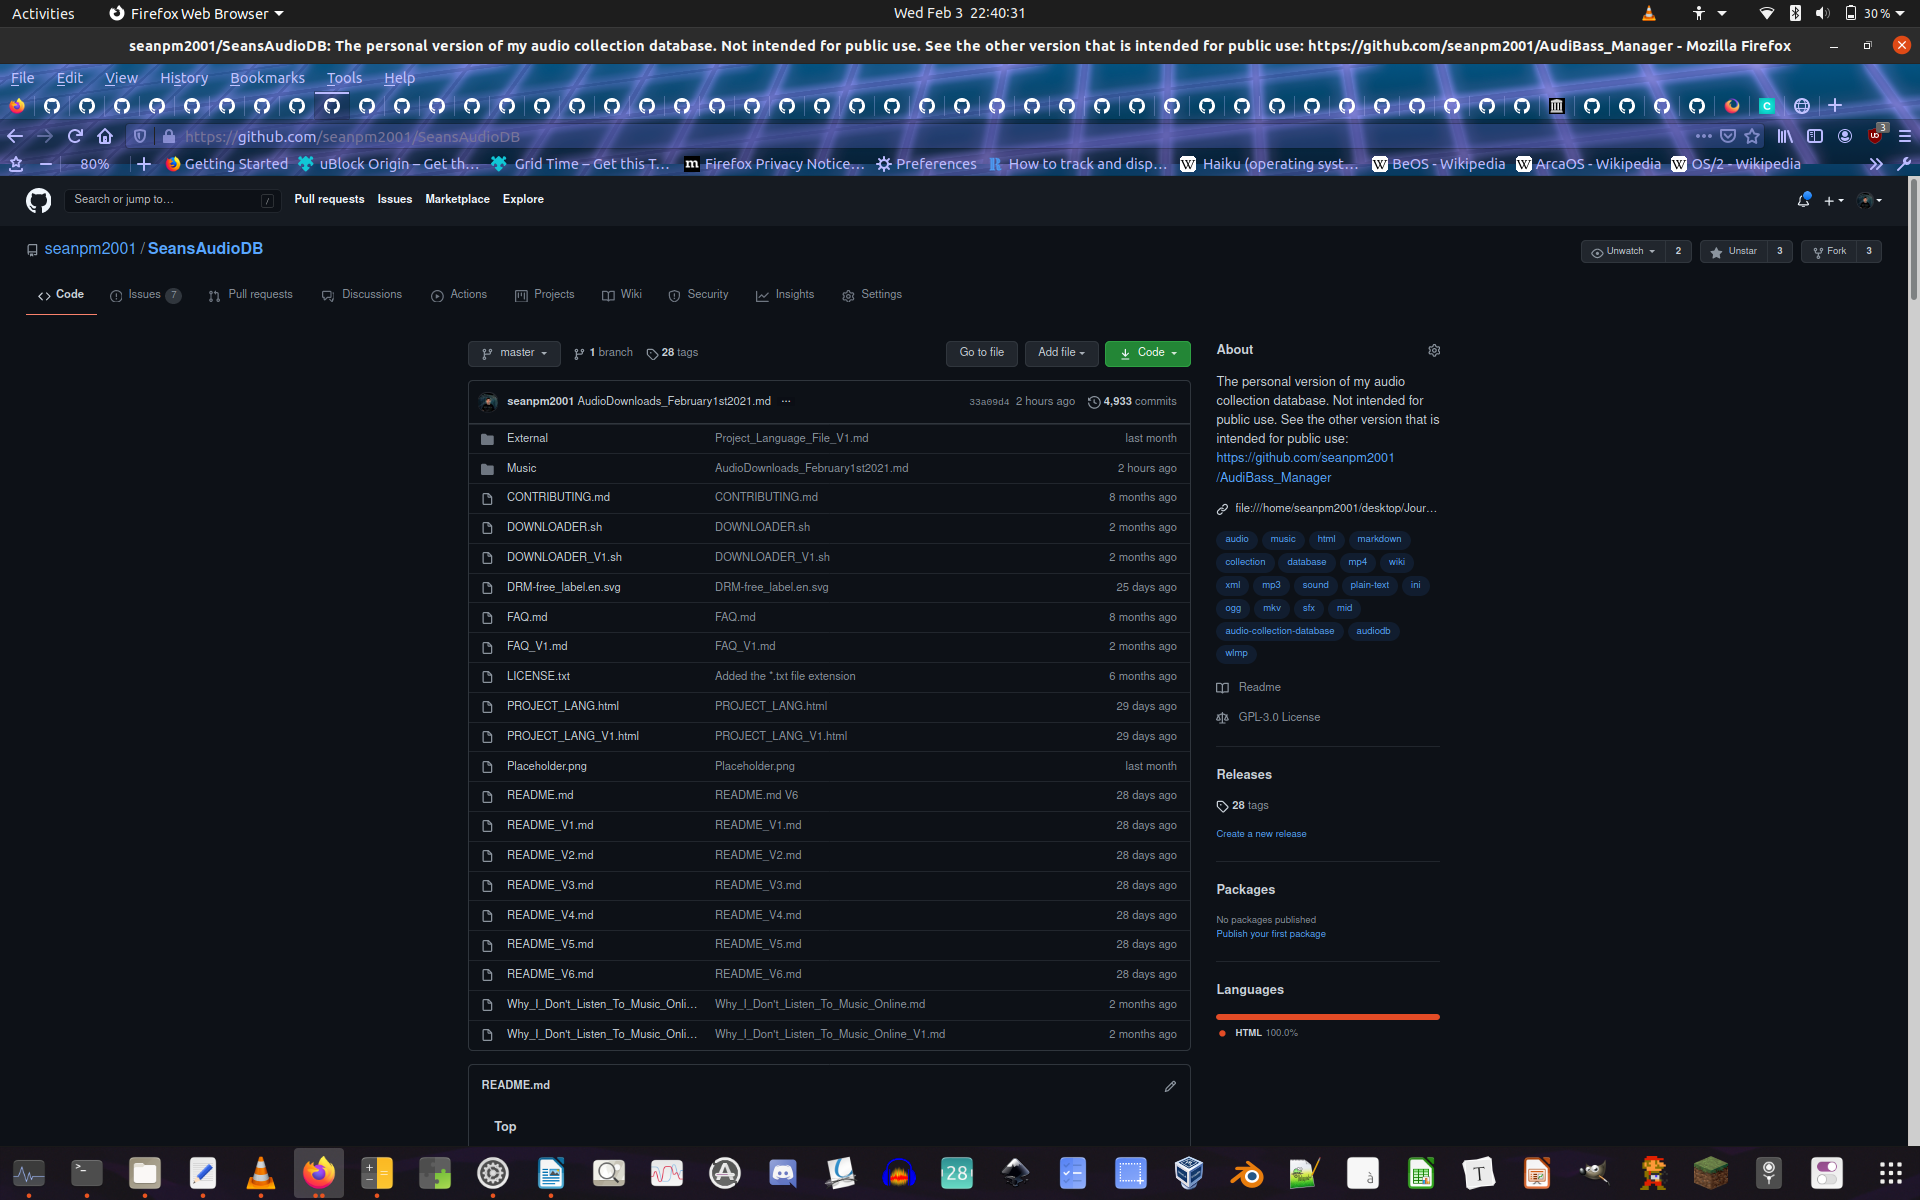 Activities Firefox Web Browser Wed Feb 3 22:40:31 30 %
seanpm2001/SeansAudioDB: The personal version of my audio collection database. Not intended for public use. See the other version that is intended for public use: https://github.com/seanpm2001/AudiBass_Manager - Mozilla Firefox
File Edit View History Bookmarks Tools Help
https://github.com/seanpm2001/SeansAudioDB 3
80% Getting Started uBlock Origin – Get th… Grid Time – Get this T… Firefox Privacy Notice… Preferences How to track and disp… Haiku (operating syst… BeOS - Wikipedia ArcaOS - Wikipedia OS/2 - Wikipedia
Search or jump to… / Pull requests Issues Marketplace Explore
seanpm2001 / SeansAudioDB Unwatch 2 Unstar 3 Fork 3
Code Issues 7 Pull requests Discussions Actions Projects Wiki Security Insights Settings
master 1 branch 28 tags Go to file Add file Code
seanpm2001 AudioDownloads_February1st2021.md ... 33a09d4 2 hours ago 4,933 commits
External Project_Language_File_V1.md last month
Music AudioDownloads_February1st2021.md 2 hours ago
CONTRIBUTING.md CONTRIBUTING.md 8 months ago
DOWNLOADER.sh DOWNLOADER.sh 2 months ago
DOWNLOADER_V1.sh DOWNLOADER_V1.sh 2 months ago
DRM-free_label.en.svg DRM-free_label.en.svg 25 days ago
FAQ.md FAQ.md 8 months ago
FAQ_V1.md FAQ_V1.md 2 months ago
LICENSE.txt Added the *.txt file extension 6 months ago
PROJECT_LANG.html PROJECT_LANG.html 29 days ago
PROJECT_LANG_V1.html PROJECT_LANG_V1.html 29 days ago
Placeholder.png Placeholder.png last month
README.md README.md V6 28 days ago
README_V1.md README_V1.md 28 days ago
README_V2.md README_V2.md 28 days ago
README_V3.md README_V3.md 28 days ago
README_V4.md README_V4.md 28 days ago
README_V5.md README_V5.md 28 days ago
README_V6.md README_V6.md 28 days ago
Why_I_Don't_Listen_To_Music_Onli… Why_I_Don't_Listen_To_Music_Online.md 2 months ago
Why_I_Don't_Listen_To_Music_Onli… Why_I_Don't_Listen_To_Music_Online_V1.md 2 months ago
README.md
Top
About
The personal version of my audio
collection database. Not intended for
public use. See the other version that is
intended for public use:
https://github.com/seanpm2001
/AudiBass_Manager
file:///home/seanpm2001/desktop/Jour…
audio music html markdown
collection database mp4 wiki
xml mp3 sound plain-text ini
ogg mkv sfx mid
audio-collection-database audiodb
wlmp
Readme
GPL-3.0 License
Releases
28 tags
Create a new release
Packages
No packages published
Publish your first package
Languages
HTML 100.0%
28